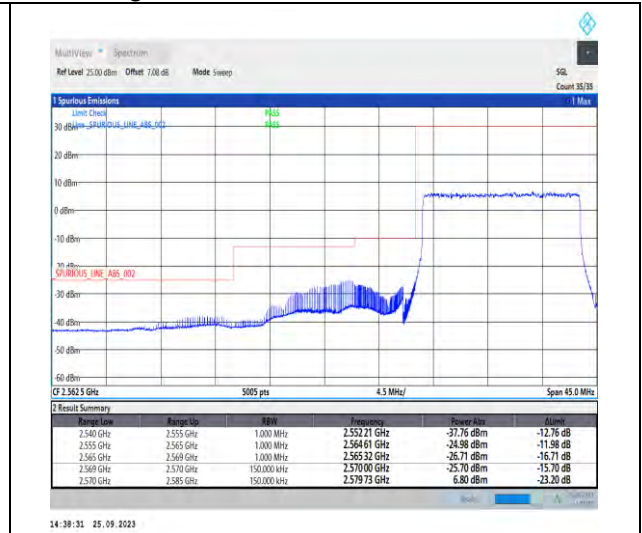 MultiView Spectrum
Ref Level 25.00 dBm Offset 7.08 dB Mode Sweep SGL
Count 35/35
1 Spurious Emissions 1 Max
Limit Check PASS
30 dBm Line _SPURIOUS_LINE_ABS_002 PASS
20 dBm
10 dBm
0 dBm
-10 dBm
-20 dBm
SPURIOUS_LINE_ABS_002
-30 dBm
-40 dBm
-50 dBm
-60 dBm
CF 2.562 5 GHz 5005 pts 4.5 MHz/ Span 45.0 MHz
2 Result Summary
Range Low Range Up RBW Frequency Power Abs ΔLimit
2.540 GHz 2.555 GHz 1.000 MHz 2.552 21 GHz -37.76 dBm -12.76 dB
2.555 GHz 2.565 GHz 1.000 MHz 2.564 61 GHz -24.98 dBm -11.98 dB
2.565 GHz 2.569 GHz 1.000 MHz 2.565 32 GHz -26.71 dBm -16.71 dB
2.569 GHz 2.570 GHz 150.000 kHz 2.570 00 GHz -25.70 dBm -15.70 dB
2.570 GHz 2.585 GHz 150.000 kHz 2.579 73 GHz 6.80 dBm -23.20 dB
14:38:31 25.09.2023